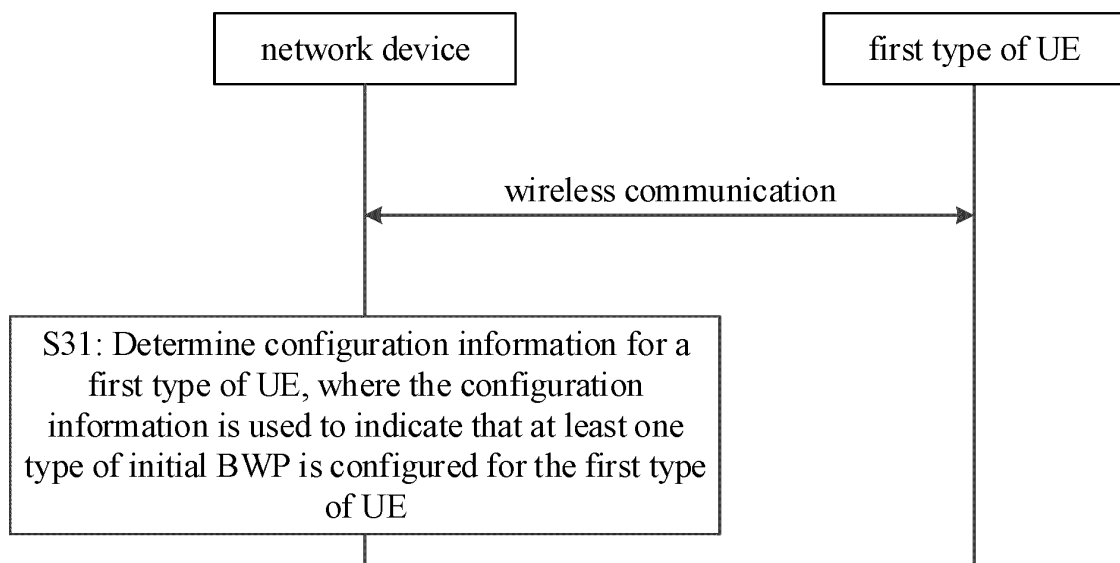 network device
first type of UE
wireless communication
S31: Determine configuration information for a
first type of UE, where the configuration
information is used to indicate that at least one
type of initial BWP is configured for the first type
of UE